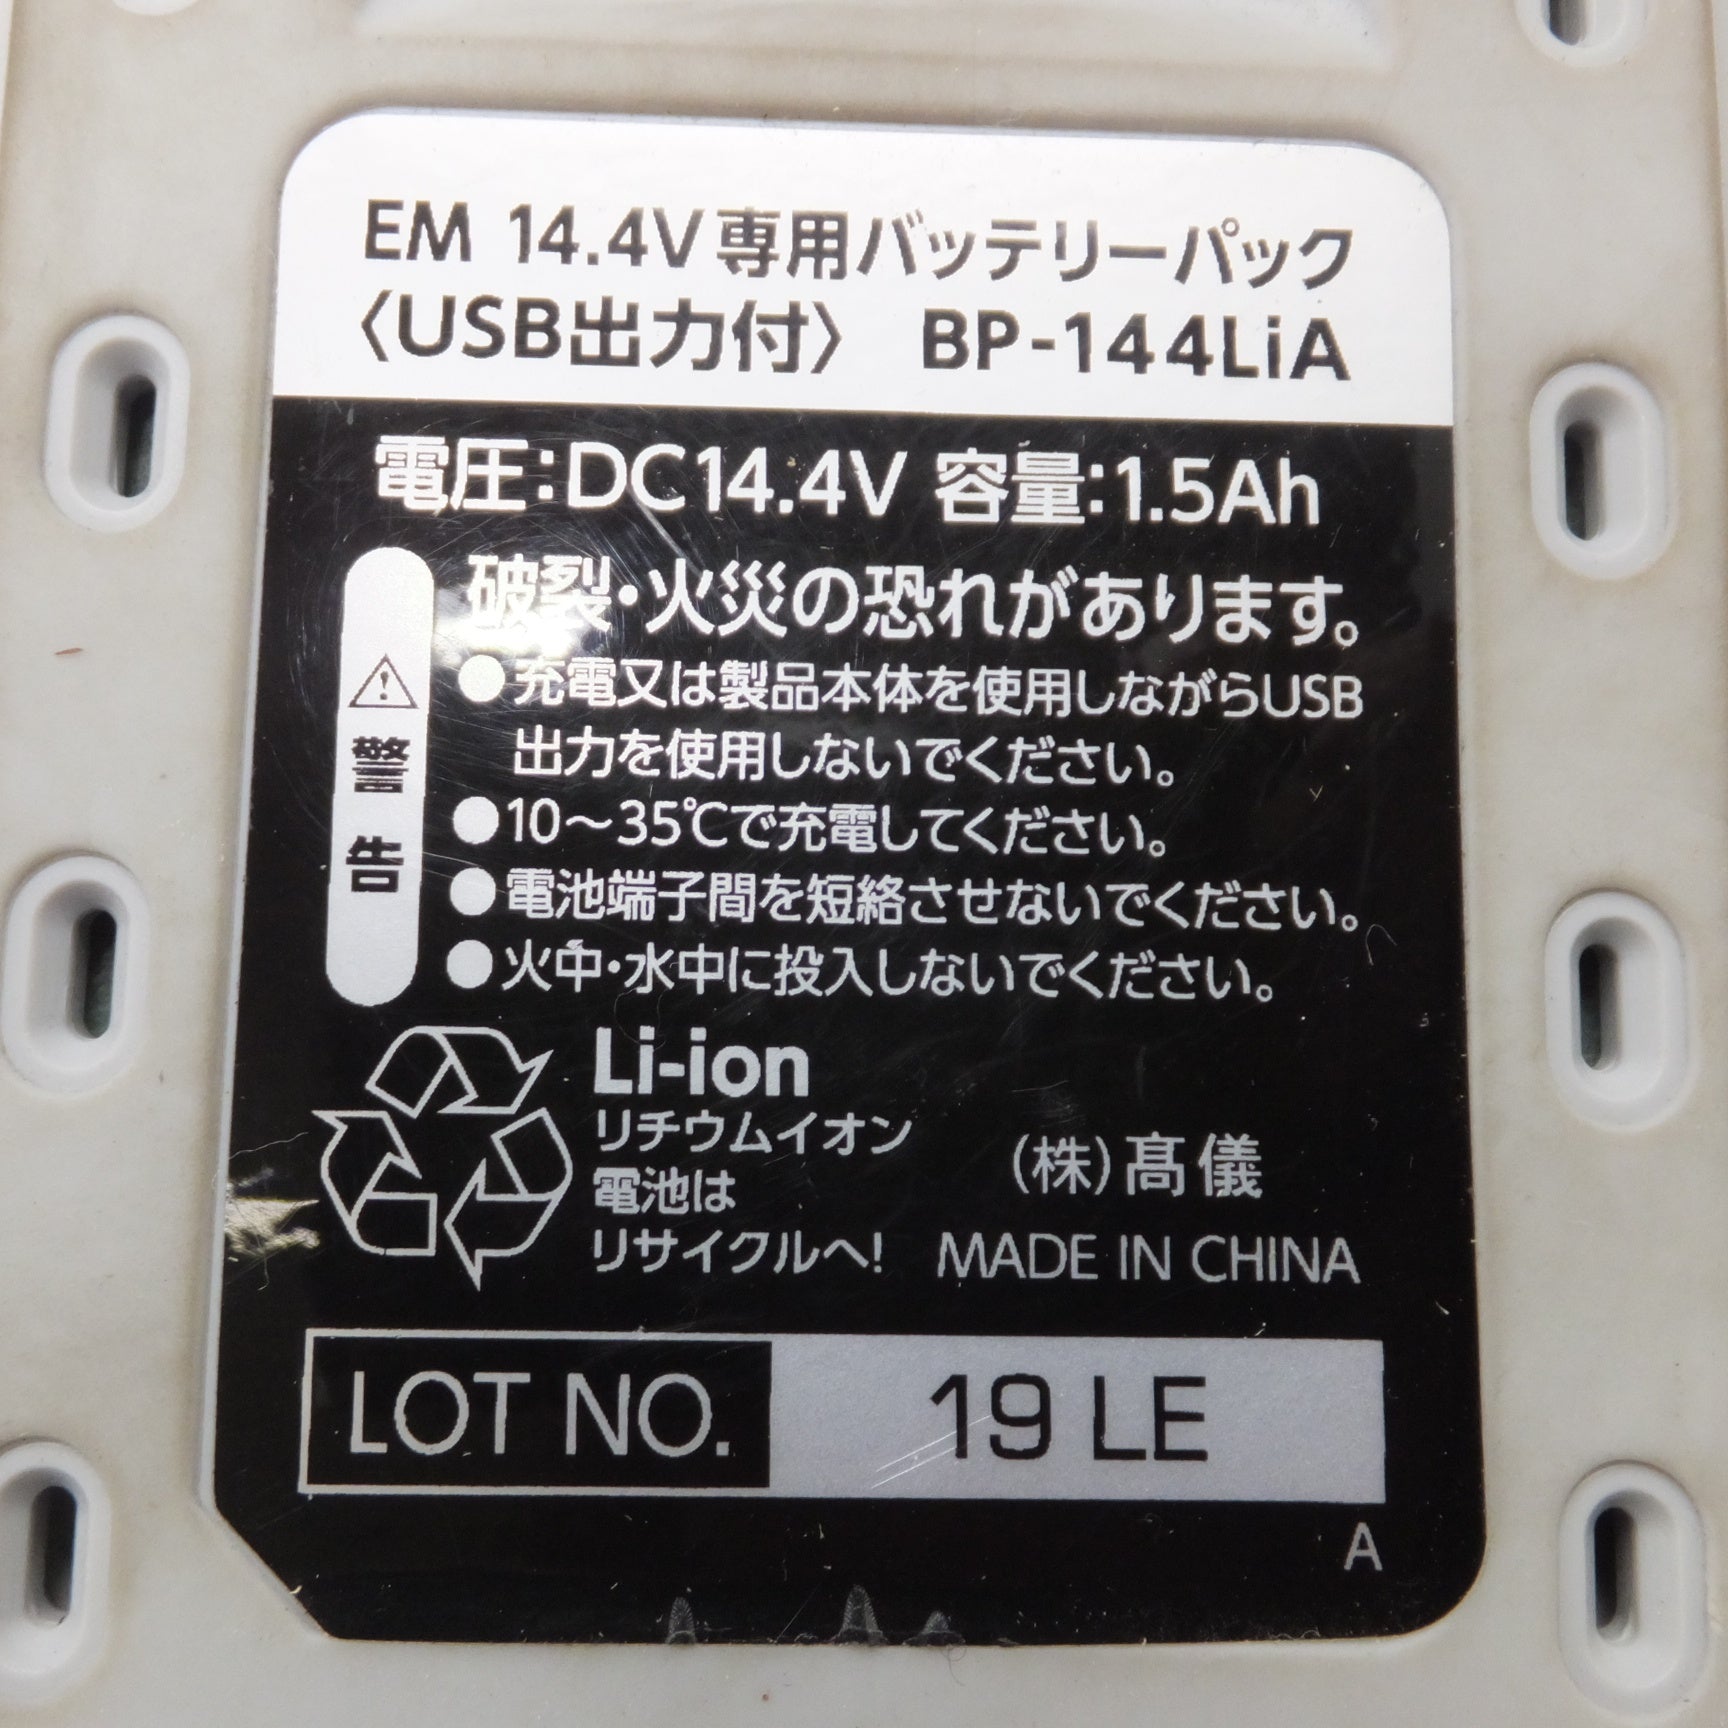 EM 14.4V専用バッテリーパック
〈USB出力付〉 BP-144LiA
電圧:DC14.4V 容量:1.5Ah
警告
破裂・火災の恐れがあります。
●充電又は製品本体を使用しながらUSB
出力を使用しないでください。
●10〜35℃で充電してください。
●電池端子間を短絡させないでください。
●火中・水中に投入しないでください。
Li-ion
リチウムイオン
電池は
リサイクルへ!
(株)髙儀
MADE IN CHINA
LOT NO. 19 LE
A